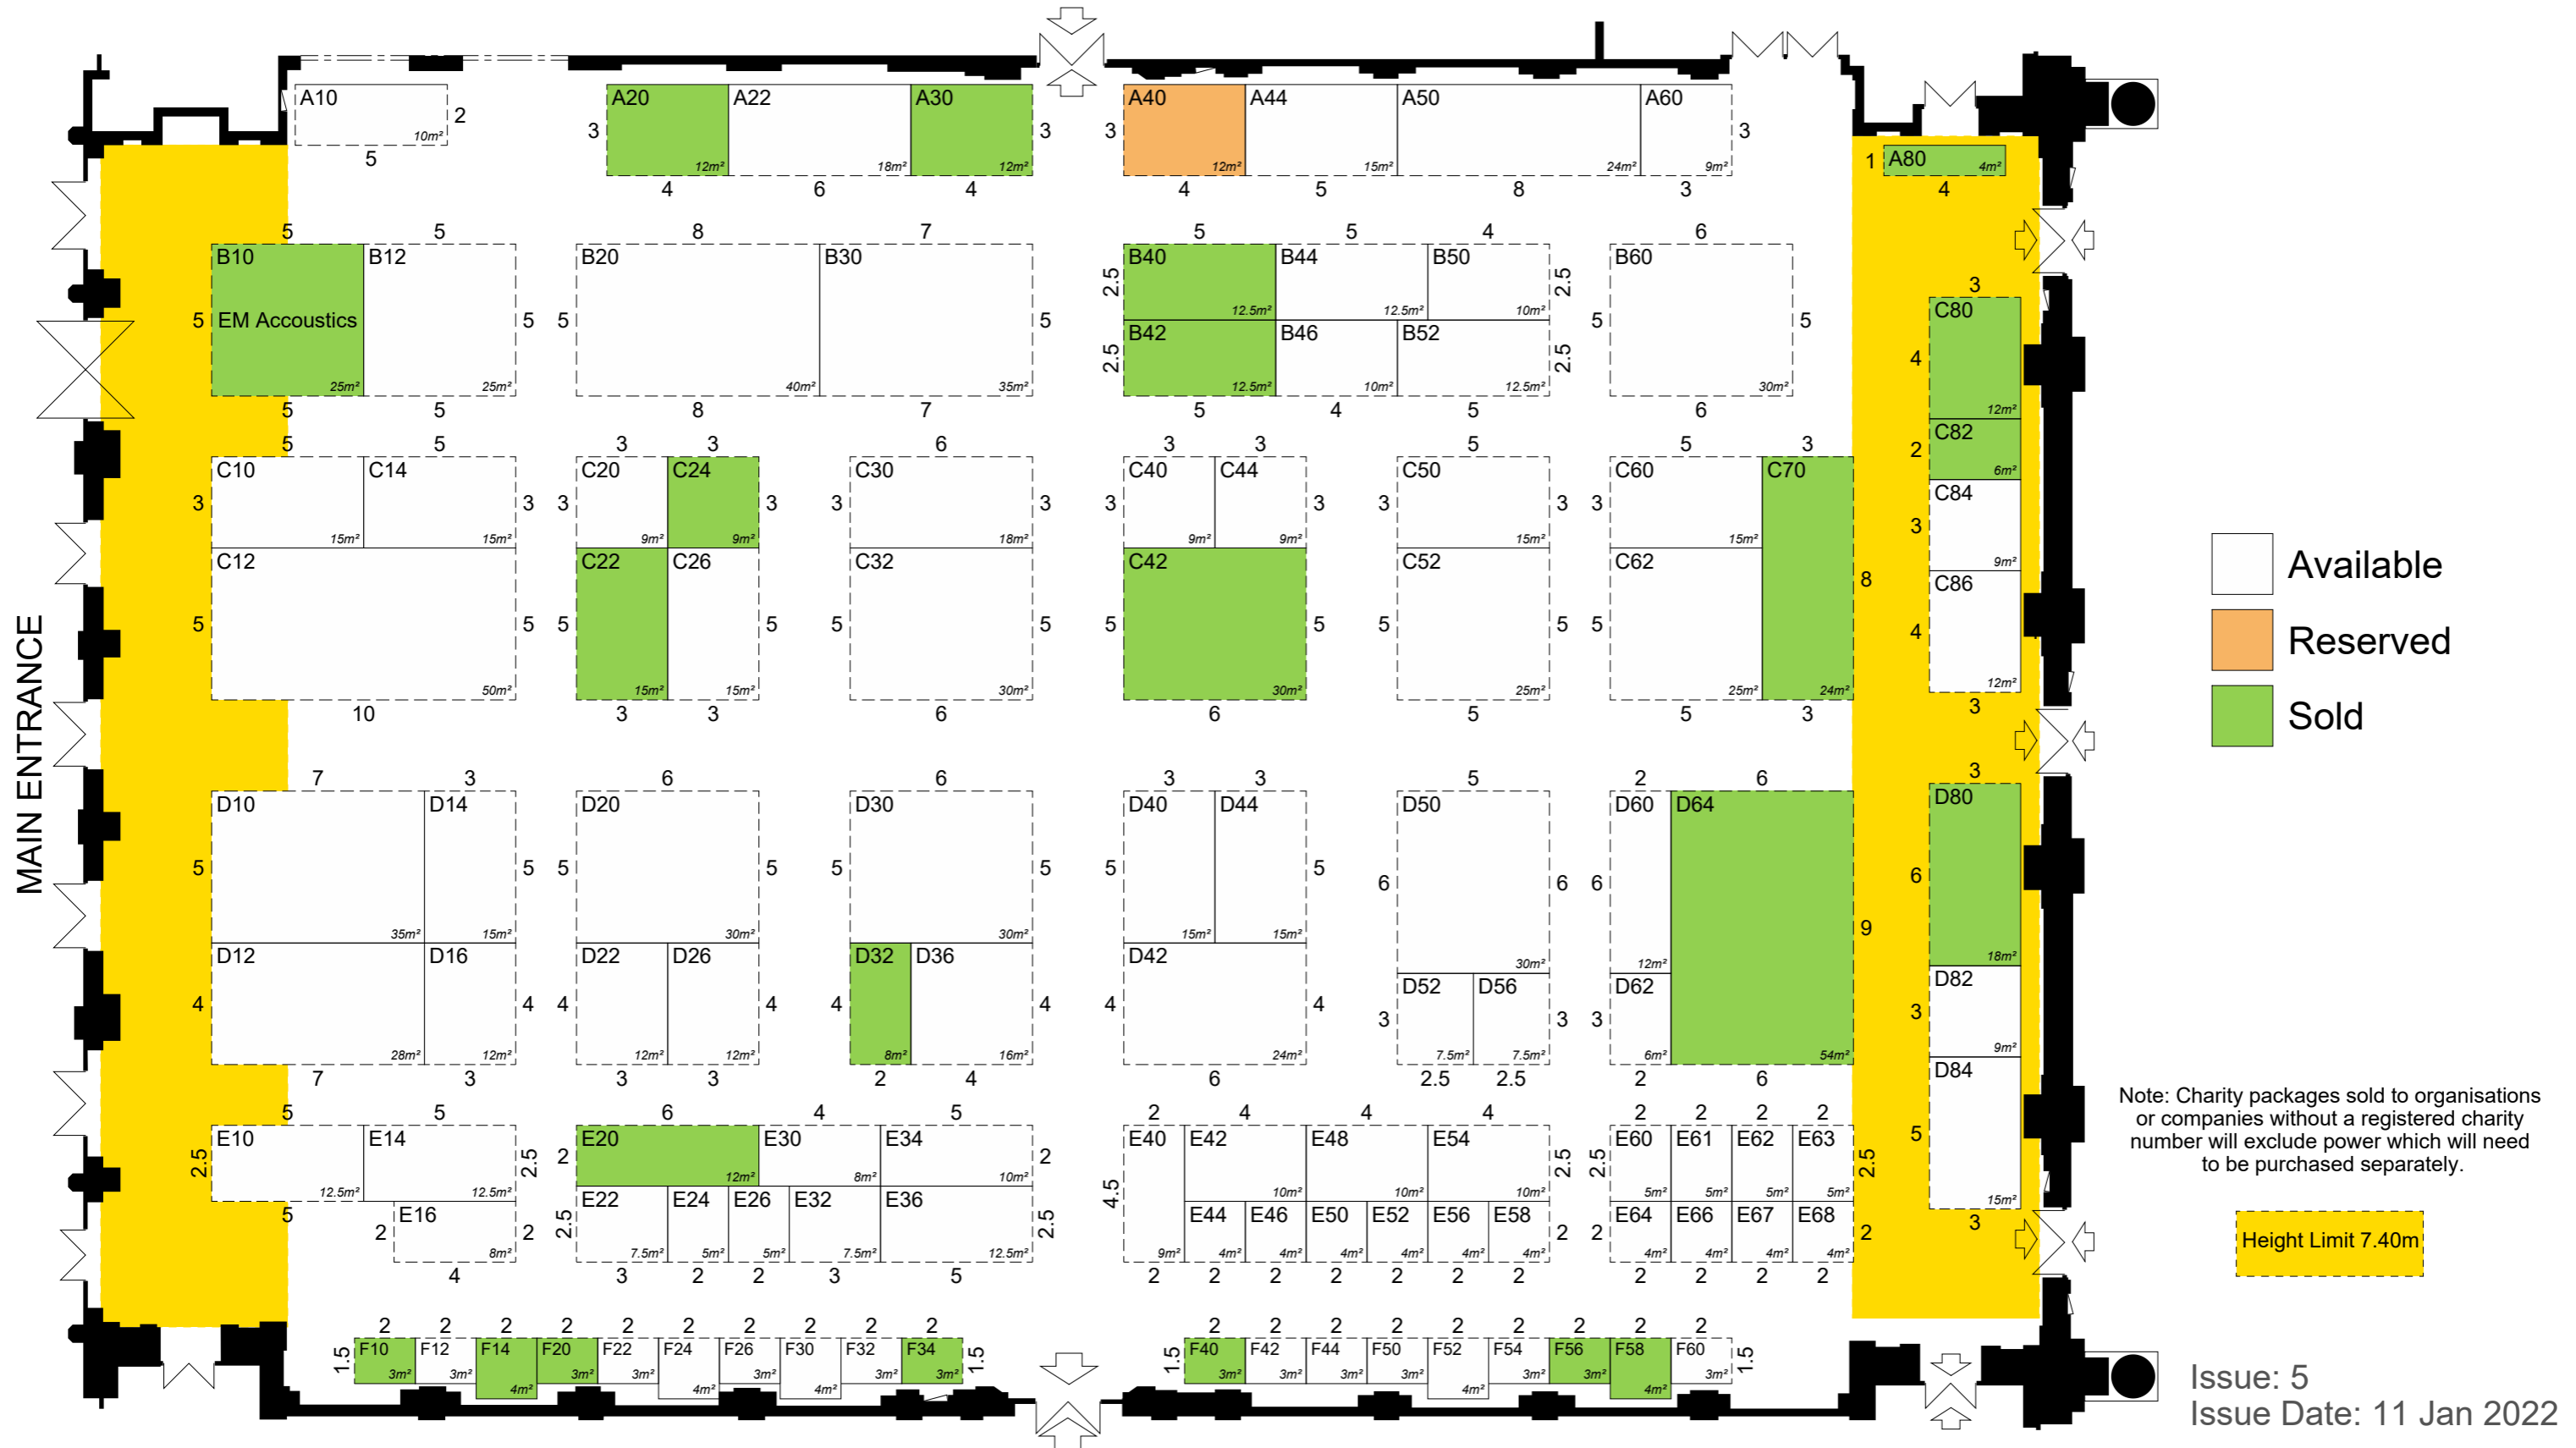 A10
10m²
2
5
A20
12m²
A22
18m²
A30
12m²
3
3
4
6
4
A40
12m²
A44
15m²
A50
24m²
A60
9m²
3
3
4
5
8
3
1
A80
4m²
4
5
5
8
7
5
5
4
6
B10
EM Accoustics
25m²
B12
25m²
5
5
5
5
B20
40m²
B30
35m²
5
5
8
7
B40
12.5m²
B44
12.5m²
B50
10m²
2.5
2.5
B42
12.5m²
B46
10m²
B52
12.5m²
2.5
2.5
5
4
5
B60
30m²
5
5
6
3
C80
12m²
4
C82
6m²
2
C84
9m²
3
C86
12m²
4
3
5
5
3
3
6
3
3
5
5
3
C10
15m²
C14
15m²
3
3
C12
50m²
5
5
10
C20
9m²
C24
9m²
3
3
C22
15m²
C26
15m²
5
5
3
3
C30
18m²
3
3
C32
30m²
5
5
6
C40
9m²
C44
9m²
3
3
C42
30m²
5
5
6
C50
15m²
3
3
C52
25m²
5
5
5
C60
15m²
3
C70
24m²
8
C62
25m²
5
5
3
MAIN ENTRANCE
Available
Reserved
Sold
7
3
6
6
3
3
5
2
6
3
D10
35m²
D14
15m²
5
5
D12
28m²
D16
12m²
4
4
7
3
D20
30m²
5
5
D22
12m²
D26
12m²
4
4
3
3
D30
30m²
5
5
D32
8m²
D36
16m²
4
4
2
4
D40
15m²
D44
15m²
5
5
D42
24m²
4
4
6
D50
30m²
6
6
D52
7.5m²
D56
7.5m²
3
3
2.5
2.5
D60
12m²
6
D64
54m²
9
D62
6m²
3
2
6
D80
18m²
6
D82
9m²
3
D84
15m²
5
3
5
5
6
4
5
2
4
4
4
2
2
2
2
E10
12.5m²
E14
12.5m²
2.5
2.5
5
E16
8m²
2
2
4
E20
12m²
E30
8m²
E34
10m²
2
2
E22
7.5m²
E24
5m²
E26
5m²
E32
7.5m²
E36
12.5m²
2.5
2.5
3
2
2
3
5
E40
9m²
4.5
E42
10m²
E48
10m²
E54
10m²
2.5
E44
4m²
E46
4m²
E50
4m²
E52
4m²
E56
4m²
E58
4m²
2
2
2
2
2
2
2
2
E60
5m²
E61
5m²
E62
5m²
E63
5m²
2.5
2.5
E64
4m²
E66
4m²
E67
4m²
E68
4m²
2
2
2
2
2
2
Note: Charity packages sold to organisations
or companies without a registered charity
number will exclude power which will need
to be purchased separately.
Height Limit 7.40m
2
2
2
2
2
2
2
2
2
2
1.5
F10
3m²
F12
3m²
F14
4m²
F20
3m²
F22
3m²
F24
4m²
F26
3m²
F30
4m²
F32
3m²
F34
3m²
1.5
2
2
2
2
2
2
2
2
2
1.5
F40
3m²
F42
3m²
F44
3m²
F50
3m²
F52
4m²
F54
3m²
F56
3m²
F58
4m²
F60
3m²
1.5
Issue: 5
Issue Date: 11 Jan 2022